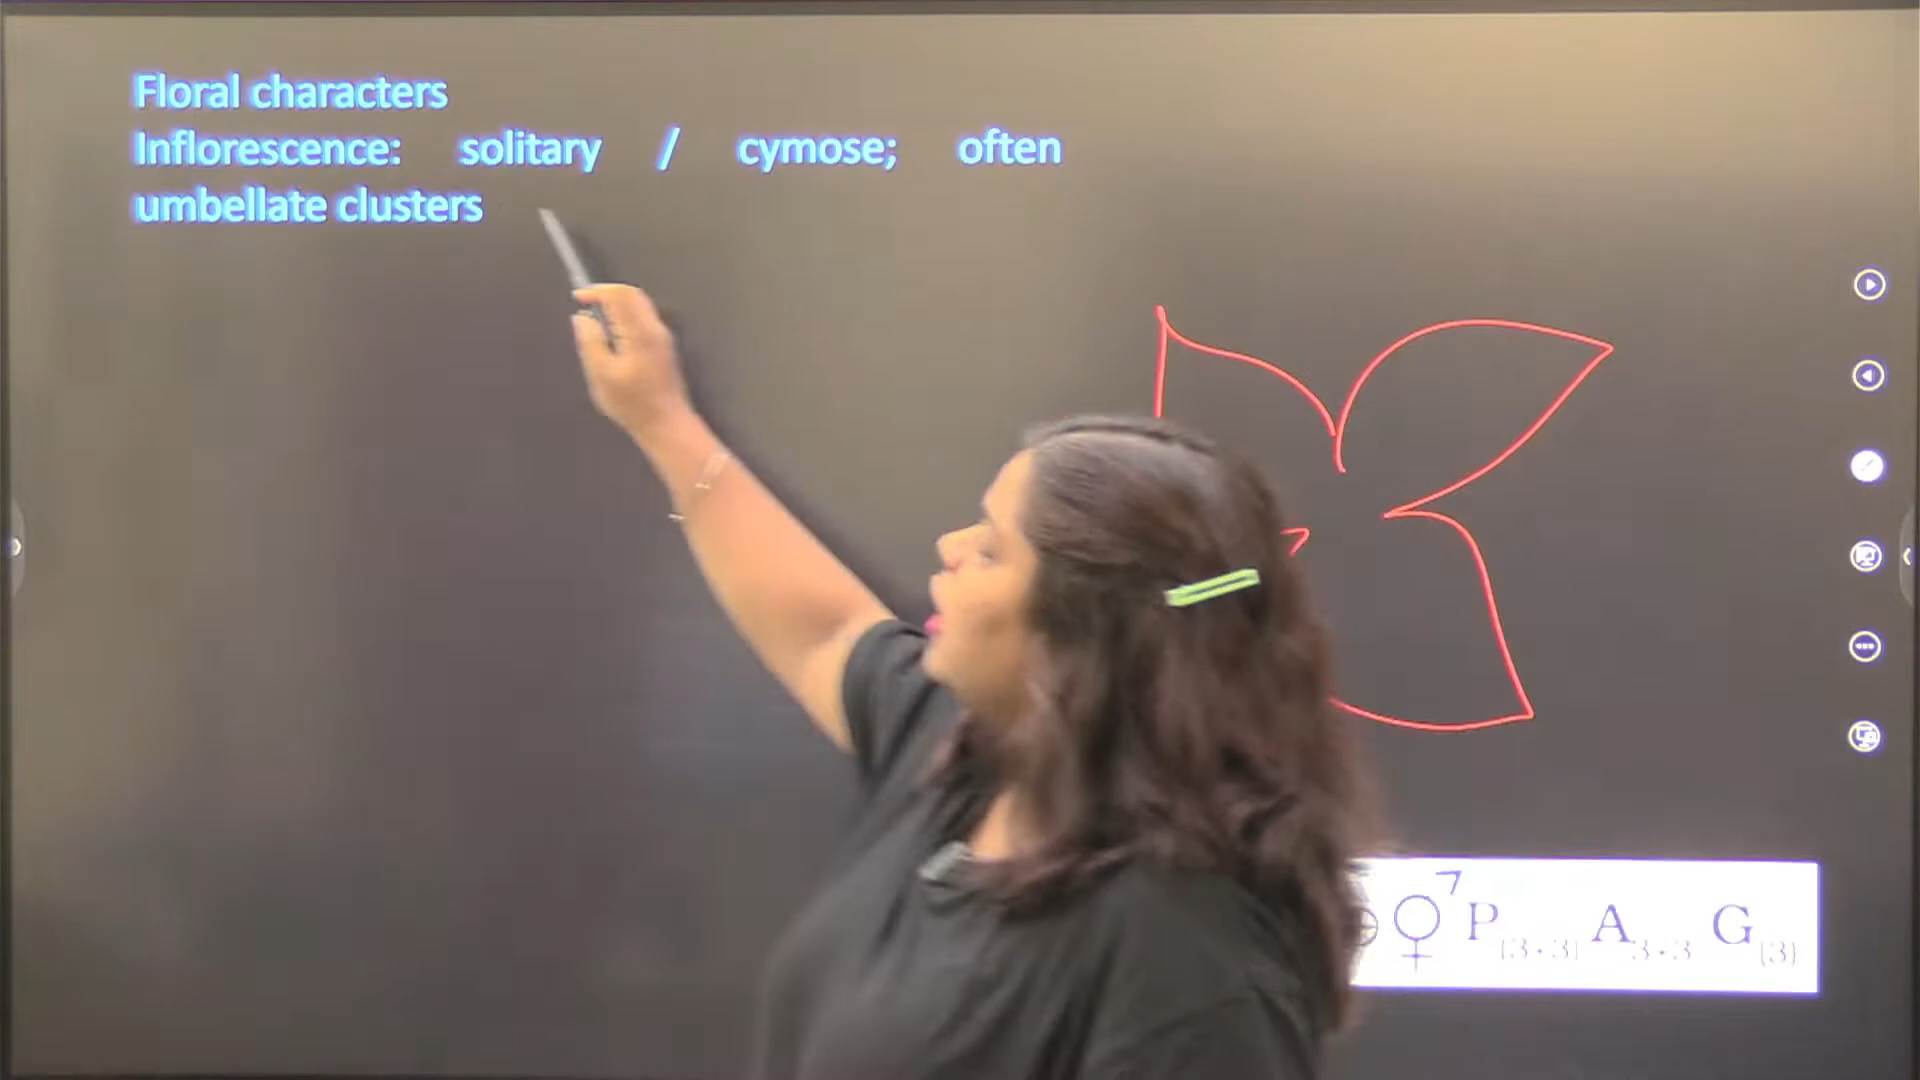 Floral characters
Inflorescence: solitary / cymose; often
umbellate clusters
⊕ ⚥ P(3+3) A3+3 G(3)